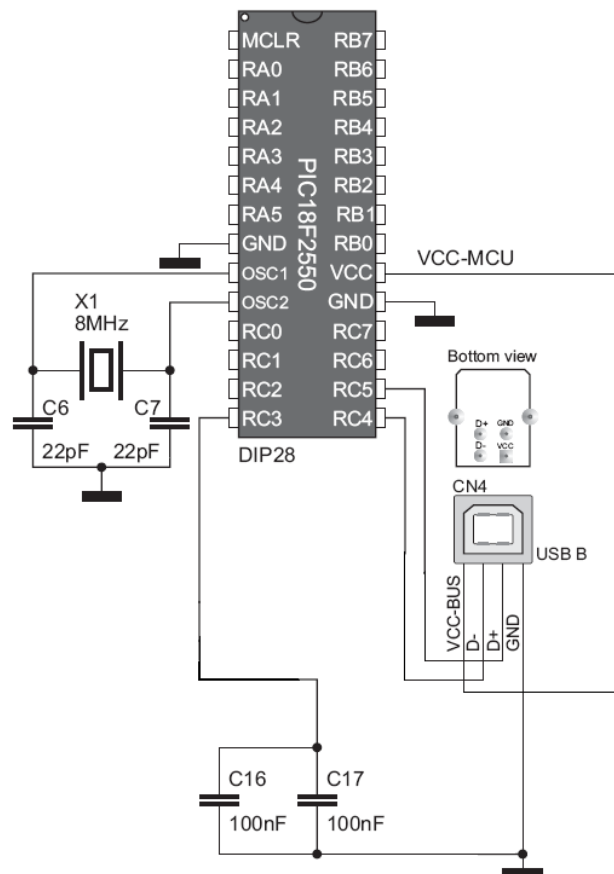 MCLR RB7
RA0 RB6
RA1 RB5
RA2 RB4
RA3 RB3
RA4 RB2
RA5 RB1
GND RB0
OSC1 VCC
OSC2 GND
RC0 RC7
RC1 RC6
RC2 RC5
RC3 RC4
PIC18F2550
DIP28
VCC-MCU
X1
8MHz
C6 C7
22pF 22pF
Bottom view
D+ GND
D- VCC
CN4
USB B
VCC-BUS
D-
D+
GND
C16 C17
100nF 100nF